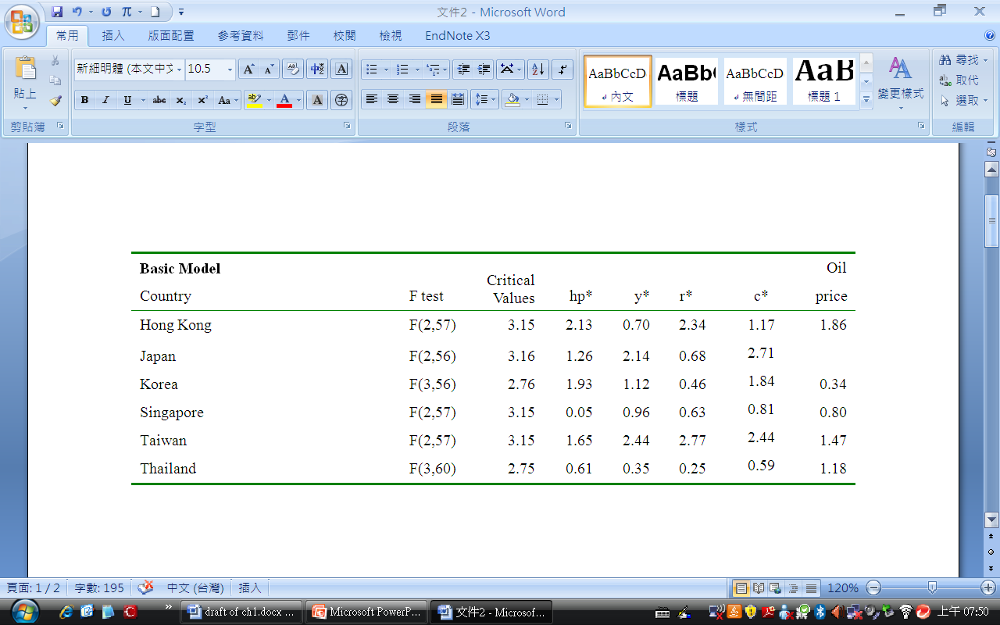 文件2 - Microsoft Word
常用 插入 版面配置 參考資料 郵件 校閱 檢視 EndNote X3
貼上
剪貼簿
新細明體 (本文中文 10.5
B I U abc x₂ x² Aa ab A A 字
字型
段落
AaBbCcD AaBb AaBbCcD AaB
內文 標題 無間距 標題 1
變更樣式
樣式
尋找
取代
選取
編輯
Basic Model
Country F test Critical Values hp* y* r* c* Oil price
Hong Kong F(2,57) 3.15 2.13 0.70 2.34 1.17 1.86
Japan F(2,56) 3.16 1.26 2.14 0.68 2.71
Korea F(3,56) 2.76 1.93 1.12 0.46 1.84 0.34
Singapore F(2,57) 3.15 0.05 0.96 0.63 0.81 0.80
Taiwan F(2,57) 3.15 1.65 2.44 2.77 2.44 1.47
Thailand F(3,60) 2.75 0.61 0.35 0.25 0.59 1.18
頁面: 1 / 2 字數: 195 中文 (台灣) 插入 120%
draft of ch1.docx ... Microsoft PowerP... 文件2 - Microsof... 上午 07:50